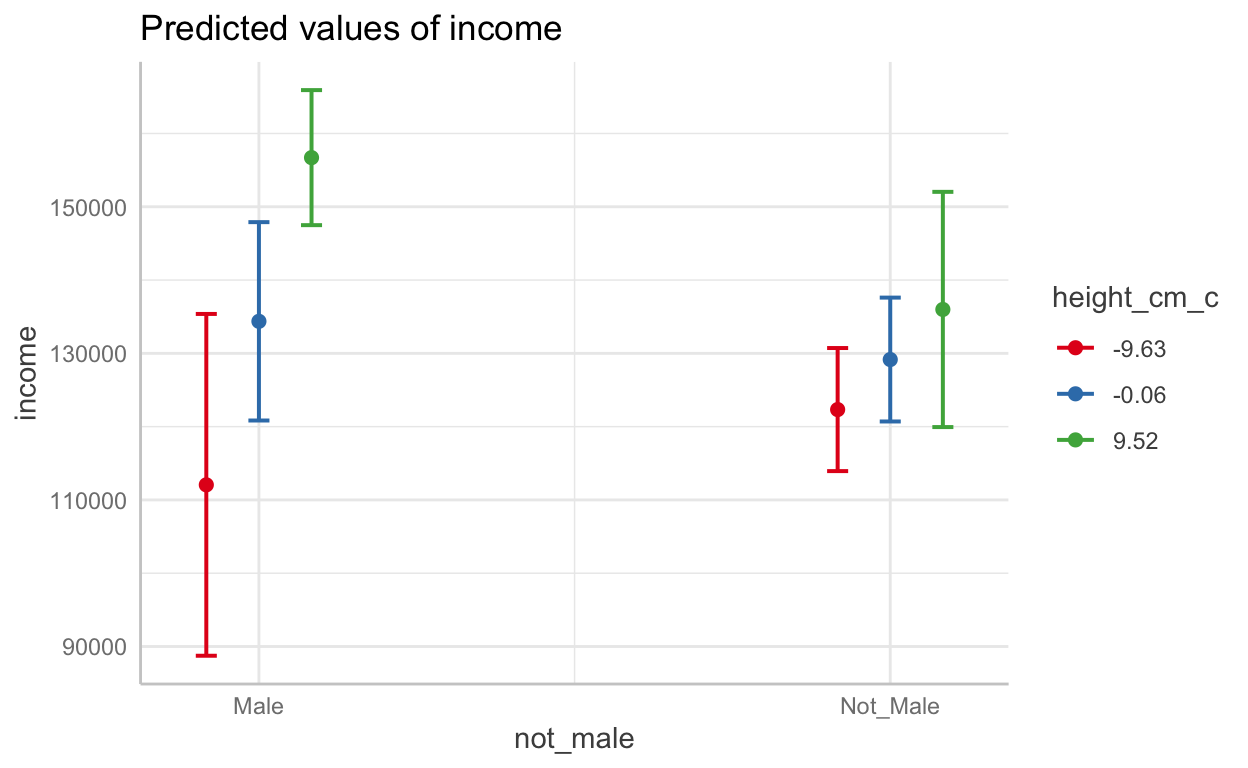 Predicted values of income
income
150000
130000
110000
90000
Male
Not_Male
not_male
height_cm_c
-9.63
-0.06
9.52